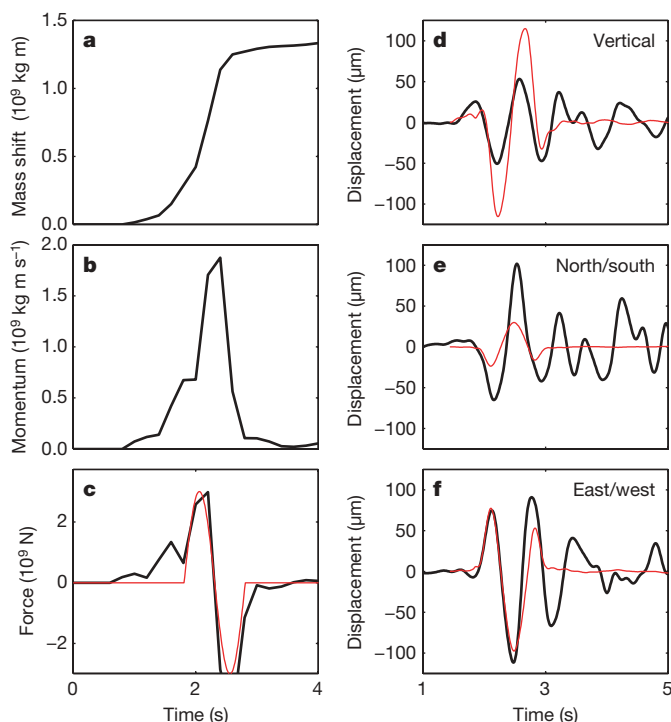 a
Mass shift (10⁹ kg m)
1.5
1.0
0.5
0.0
b
Momentum (10⁹ kg m s⁻¹)
2.0
1.5
1.0
0.5
0.0
c
Force (10⁹ N)
2
0
−2
0 2 4
Time (s)
d
Vertical
Displacement (µm)
100
50
0
−50
−100
e
North/south
Displacement (µm)
100
50
0
−50
−100
f
East/west
Displacement (µm)
100
50
0
−50
−100
1 3 5
Time (s)